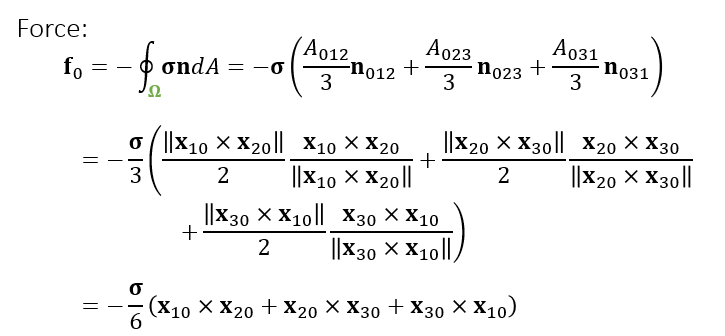 Force:
𝐟₀ = −∮_Ω 𝛔𝐧dA = −𝛔(A₀₁₂/3 𝐧₀₁₂ + A₀₂₃/3 𝐧₀₂₃ + A₀₃₁/3 𝐧₀₃₁)
= −𝛔/3(‖𝐱₁₀ × 𝐱₂₀‖/2 𝐱₁₀ × 𝐱₂₀/‖𝐱₁₀ × 𝐱₂₀‖ + ‖𝐱₂₀ × 𝐱₃₀‖/2 𝐱₂₀ × 𝐱₃₀/‖𝐱₂₀ × 𝐱₃₀‖
+ ‖𝐱₃₀ × 𝐱₁₀‖/2 𝐱₃₀ × 𝐱₁₀/‖𝐱₃₀ × 𝐱₁₀‖)
= −𝛔/6(𝐱₁₀ × 𝐱₂₀ + 𝐱₂₀ × 𝐱₃₀ + 𝐱₃₀ × 𝐱₁₀)